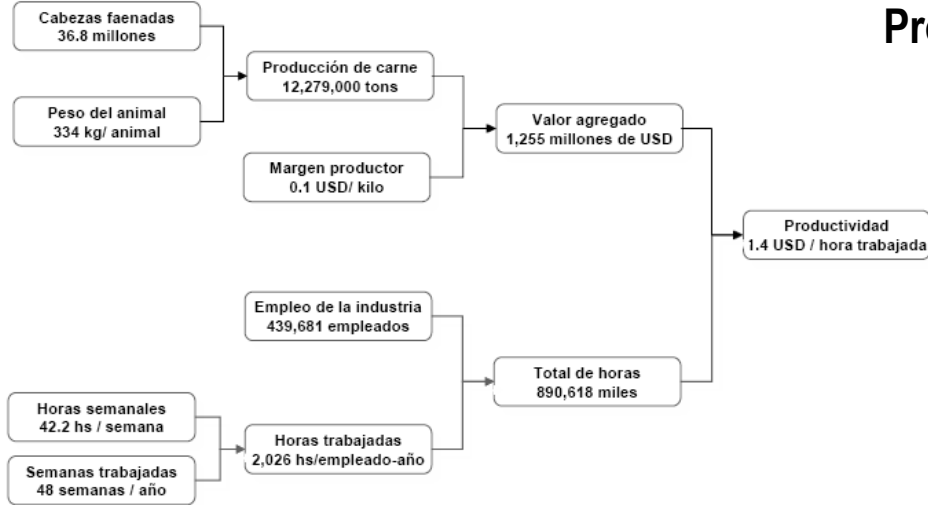 Cabezas faenadas
36.8 millones
Peso del animal
334 kg/ animal
Producción de carne
12,279,000 tons
Margen productor
0.1 USD/ kilo
Valor agregado
1,255 millones de USD
Productividad
1.4 USD / hora trabajada
Empleo de la industria
439,681 empleados
Horas semanales
42.2 hs / semana
Semanas trabajadas
48 semanas / año
Horas trabajadas
2,026 hs/empleado-año
Total de horas
890,618 miles